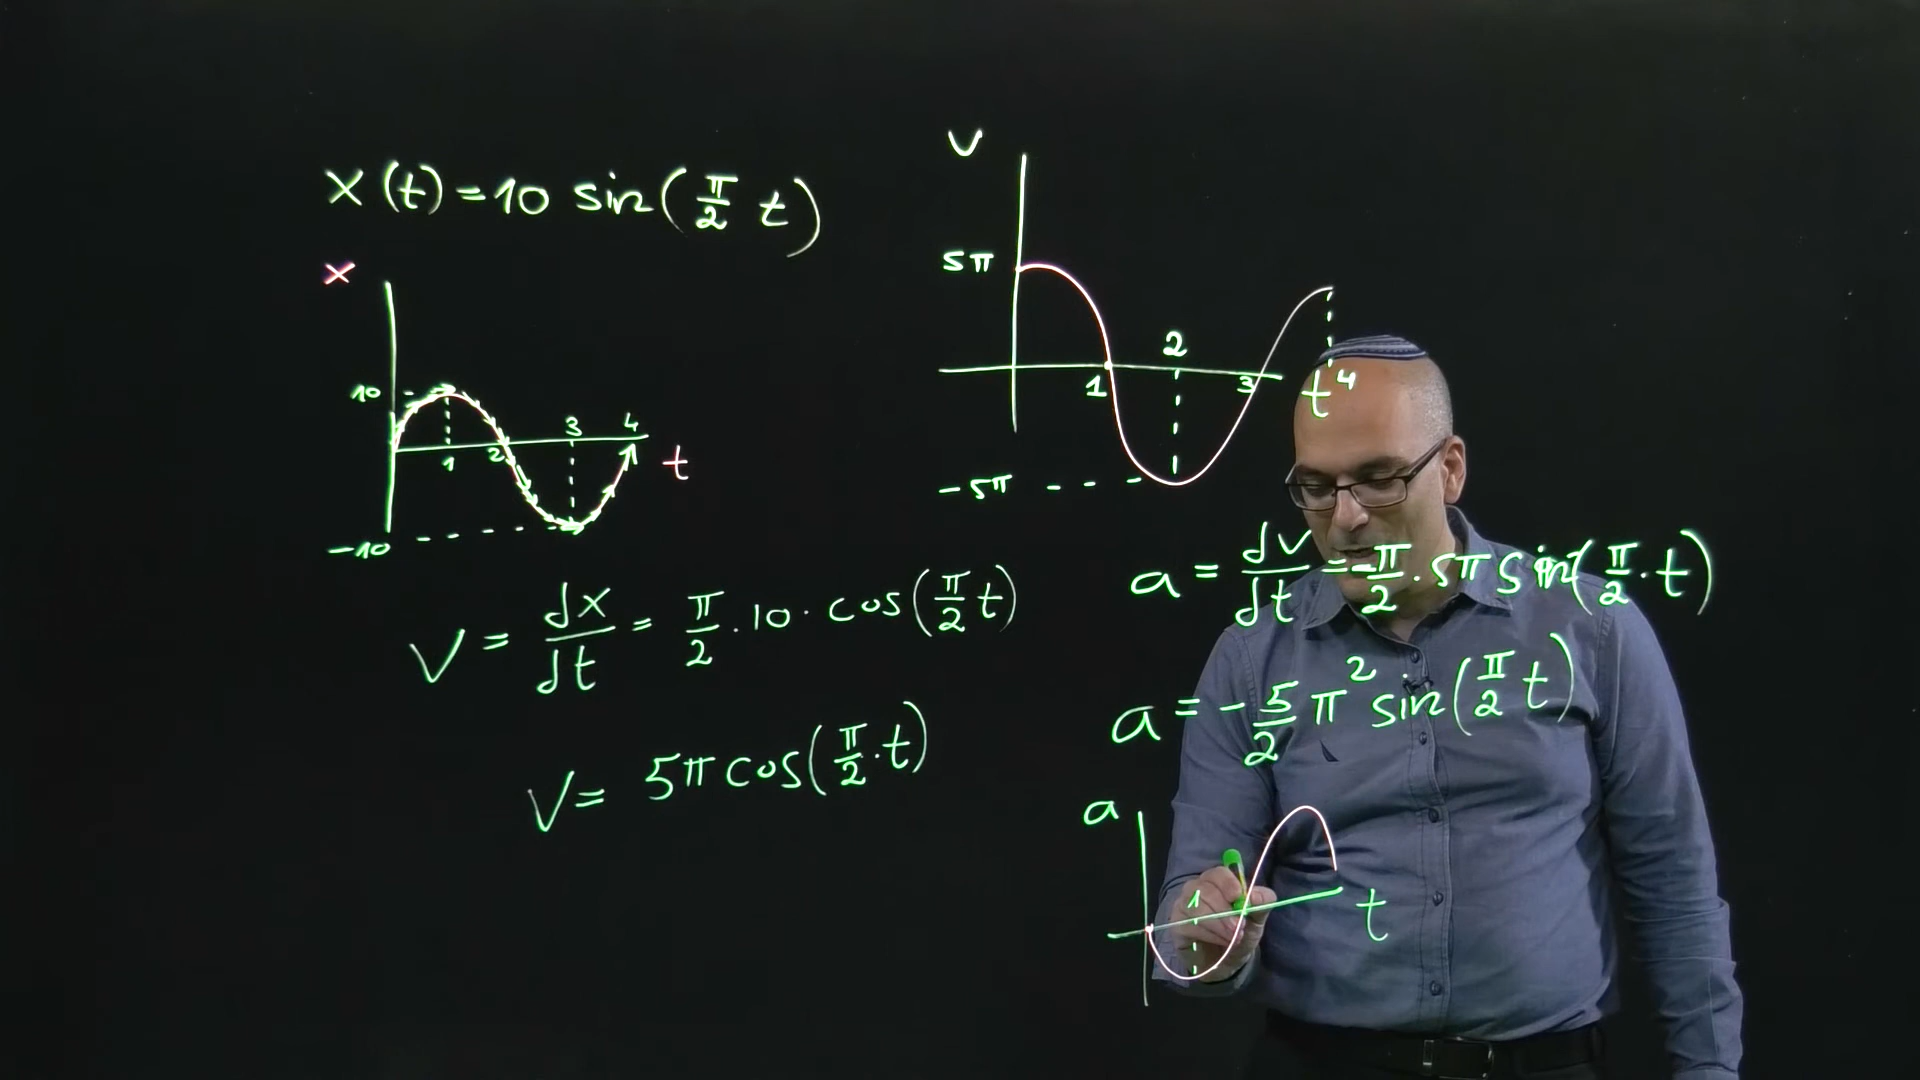 x(t)=10 sin(π/2 t)
x
10
1
2
3
4
t
-10
V = dx/dt = π/2 . 10 . cos(π/2 t)
V = 5π cos(π/2 . t)
V
5π
1
2
3
4
t
-5π
a = dV/dt = -π/2 . 5π sin(π/2 . t)
a = -5/2 π² sin(π/2 t)
a
1
t